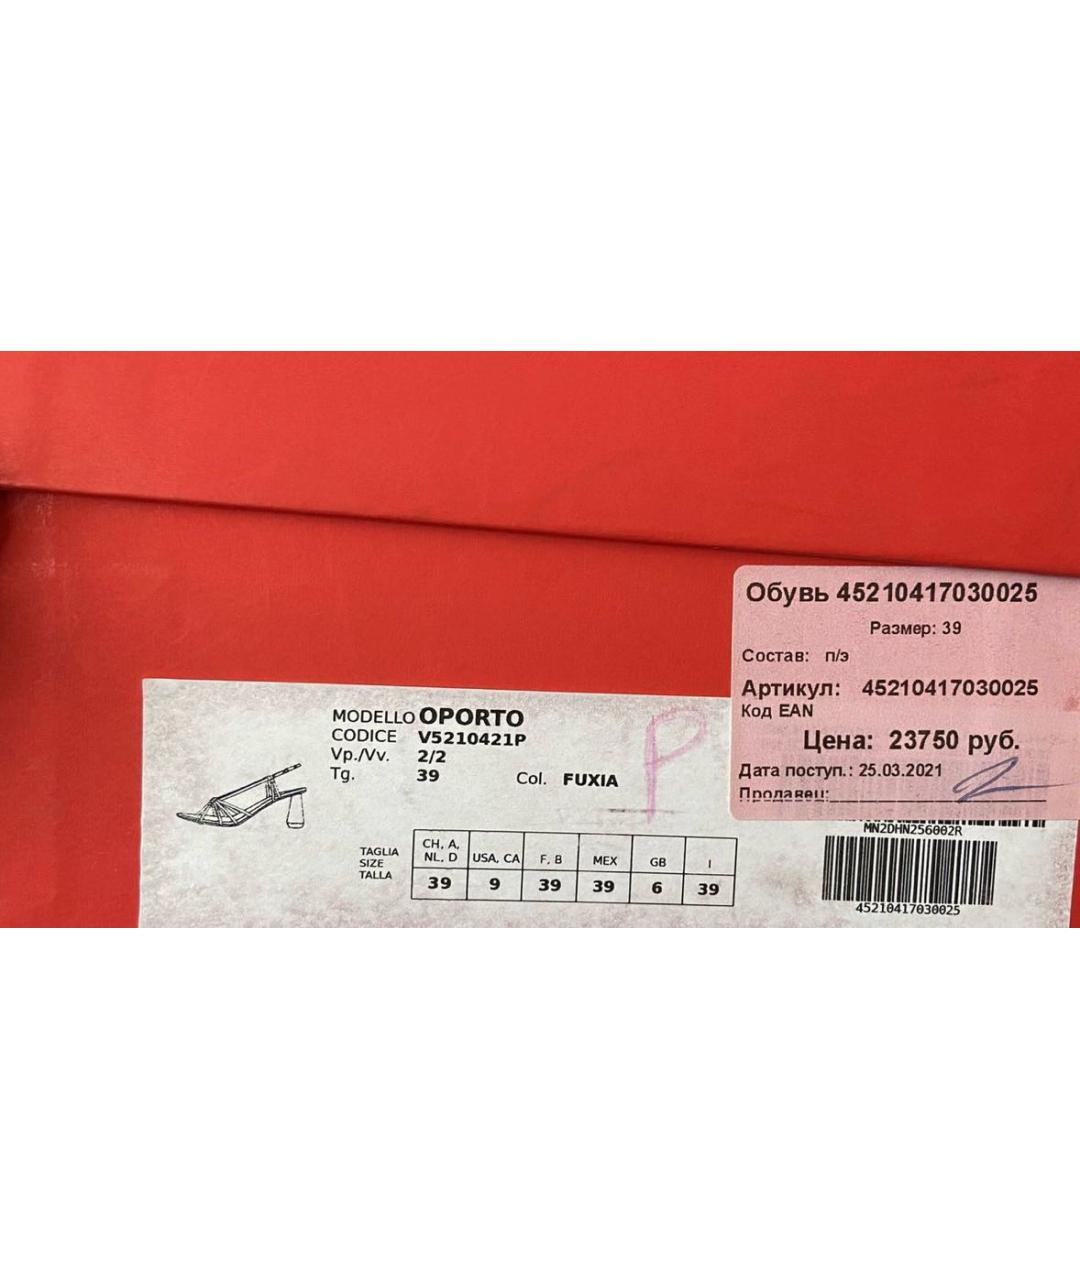 Обувь 45210417030025
Размер: 39
Состав: п/э
Артикул: 45210417030025
Код EAN
Цена: 23750 руб.
Дата поступ.: 25.03.2021
Продавец:
MODELLO OPORTO
CODICE V5210421P
Vp./Vv. 2/2
Tg. 39 Col. FUXIA
P
TAGLIA
SIZE
TALLA
CH, A, NL, D USA, CA F, B MEX GB I
39 9 39 39 6 39
MN2DHN256002R
45210417030025